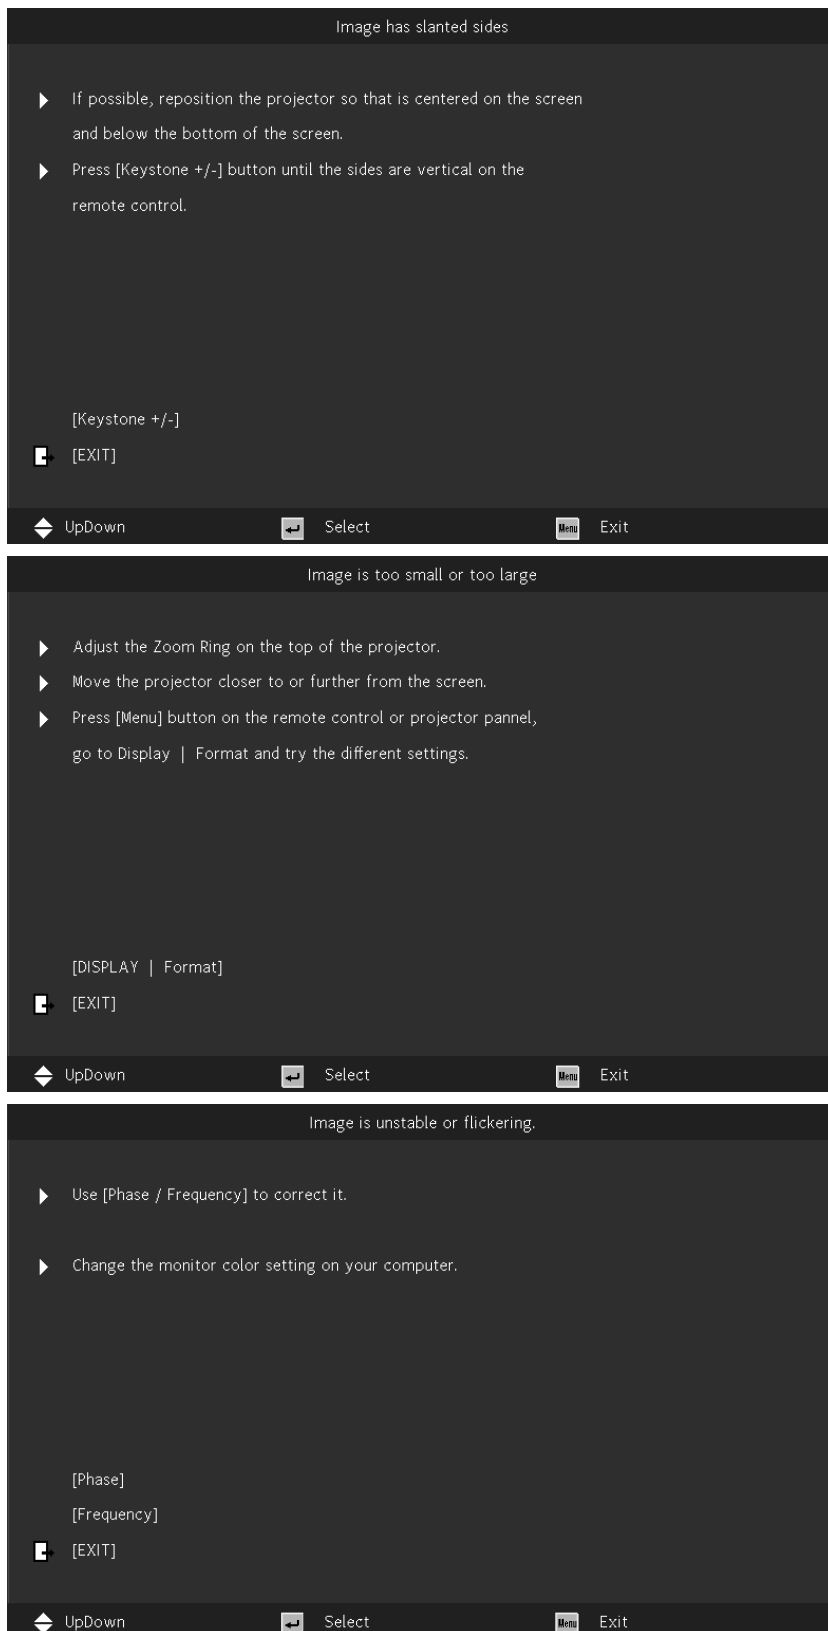 Image has slanted sides
If possible, reposition the projector so that is centered on the screen
and below the bottom of the screen.
Press [Keystone +/-] button until the sides are vertical on the
remote control.
[Keystone +/-]
[EXIT]
UpDown Select Menu Exit
Image is too small or too large
Adjust the Zoom Ring on the top of the projector.
Move the projector closer to or further from the screen.
Press [Menu] button on the remote control or projector pannel,
go to Display | Format and try the different settings.
[DISPLAY | Format]
[EXIT]
UpDown Select Menu Exit
Image is unstable or flickering.
Use [Phase / Frequency] to correct it.
Change the monitor color setting on your computer.
[Phase]
[Frequency]
[EXIT]
UpDown Select Menu Exit